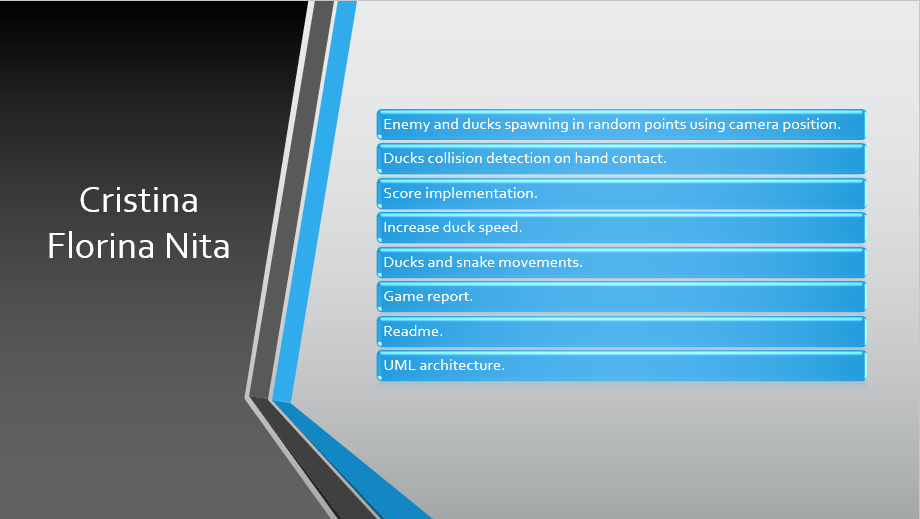 Cristina
Florina Nita
Enemy and ducks spawning in random points using camera position.
Ducks collision detection on hand contact.
Score implementation.
Increase duck speed.
Ducks and snake movements.
Game report.
Readme.
UML architecture.